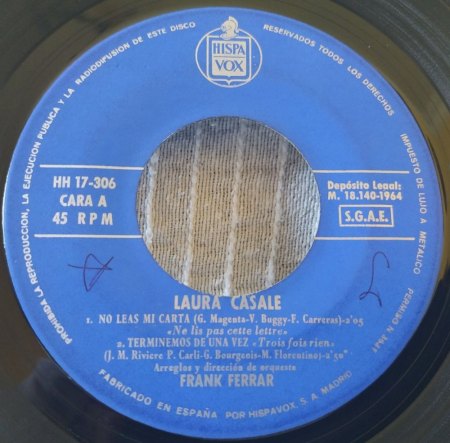 PROHIBIDA LA REPRODUCCION, LA EJECUCION PUBLICA Y LA RADIODIFUSION DE ESTE DISCO
RESERVADOS TODOS LOS DERECHOS
IMPUESTO DE LUJO A METALICO
HISPA
VOX
HH 17-306
CARA A
45 RPM
Depósito Legal:
M. 18.140-1964
S.G.A.E.
LAURA CASALE
1. NO LEAS MI CARTA (G. Magenta-V. Buggy-F. Carreras)-2'05
«Ne lis pas cette lettre»
2. TERMINEMOS DE UNA VEZ «Trois fois rien»
(J. M. Riviere P. Carli-G. Bourgeois-M. Florentino)-2'50"
Arreglos y dirección de orquesta
FRANK FERRAR
FABRICADO EN ESPAÑA POR HISPAVOX, S. A. MADRID